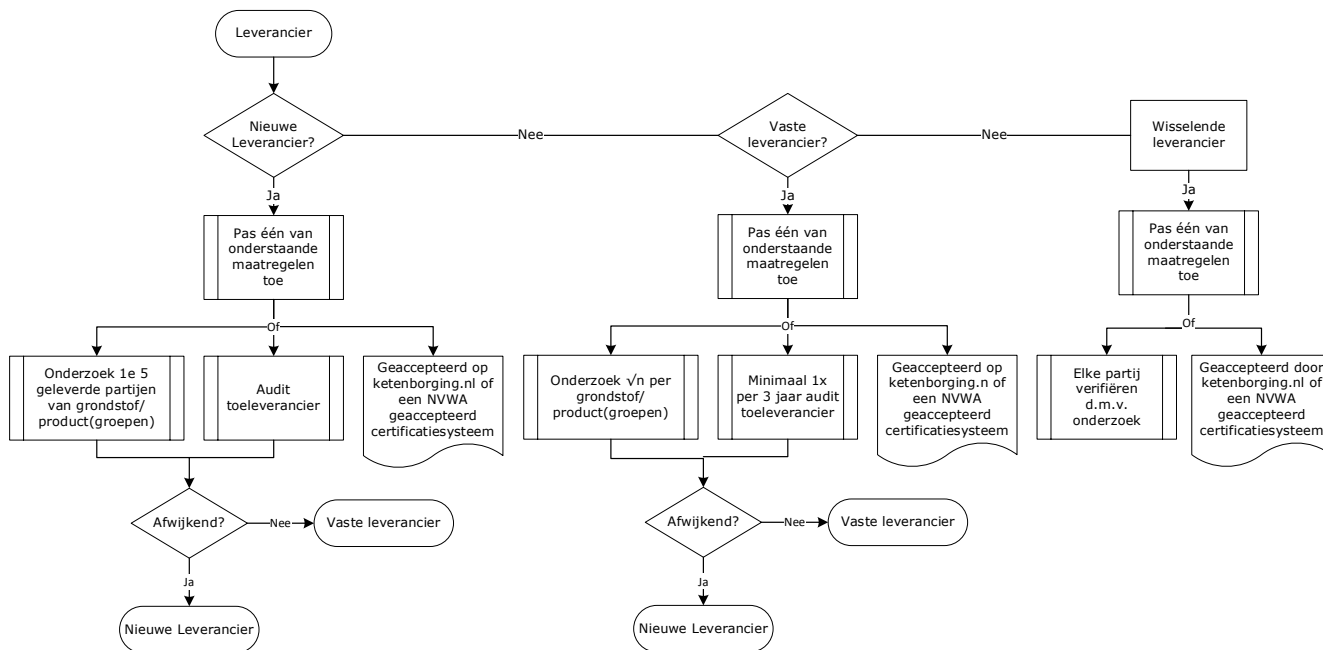 Leverancier
Nieuwe
Leverancier?
Nee
Vaste
leverancier?
Nee
Wisselende
leverancier
Ja
Ja
Ja
Pas één van
onderstaande
maatregelen
toe
Pas één van
onderstaande
maatregelen
toe
Pas één van
onderstaande
maatregelen
toe
Of
Of
Of
Onderzoek 1e 5
geleverde partijen
van grondstof/
product(groepen)
Audit
toeleverancier
Geaccepteerd op
ketenborging.nl of
een NVWA
geaccepteerd
certificatiesysteem
Onderzoek √n per
grondstof/
product(groepen)
Minimaal 1x
per 3 jaar audit
toeleverancier
Geaccepteerd op
ketenborging.n of
een NVWA
geaccepteerd
certificatiesysteem
Elke partij
verifiëren
d.m.v.
onderzoek
Geaccepteerd door
ketenborging.nl of
een NVWA
geaccepteerd
certificatiesysteem
Afwijkend?
Nee
Vaste leverancier
Afwijkend?
Nee
Vaste leverancier
Ja
Ja
Nieuwe Leverancier
Nieuwe Leverancier